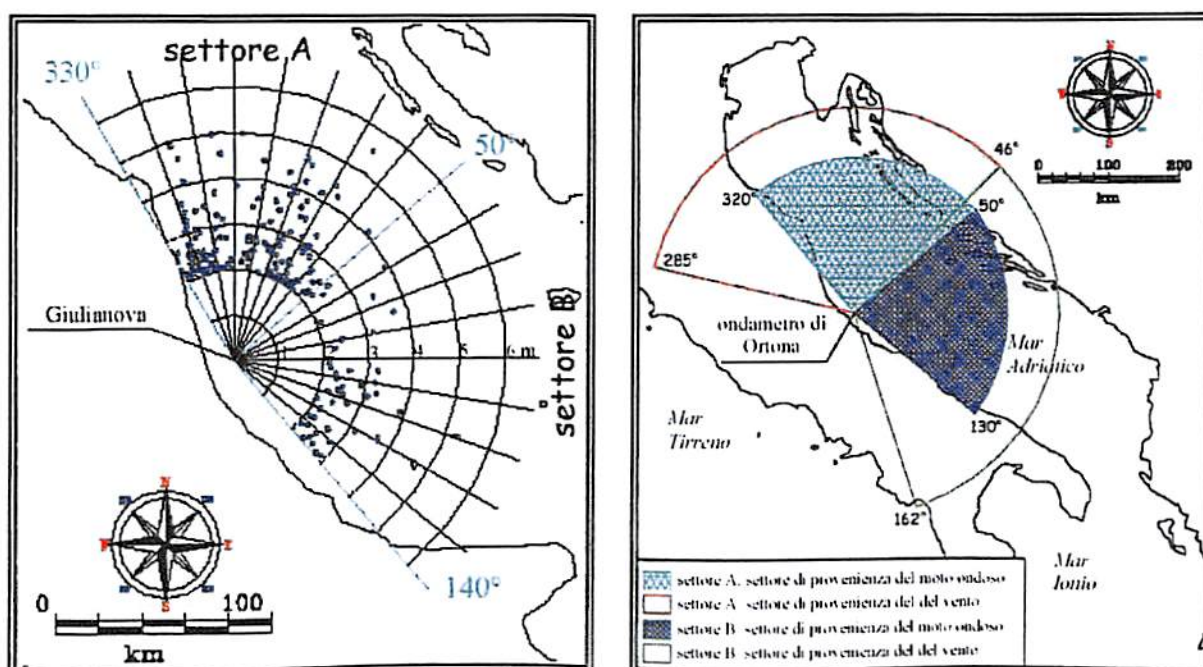 settore A
330°
50°
Giulianova
1 2 3 4 5 6 m
settore B
140°
N
S
0 100
km
N
S
0 100 200
km
46°
320°
50°
285°
ondametro di
Ortona
Mar
Adriatico
Mar
Tirreno
130°
162°
Mar
Ionio
settore A. settore di provenienza del moto ondoso
settore A settore di provenienza del del vento
settore B settore di provenienza del moto ondoso
settore B settore di provenienza del del vento